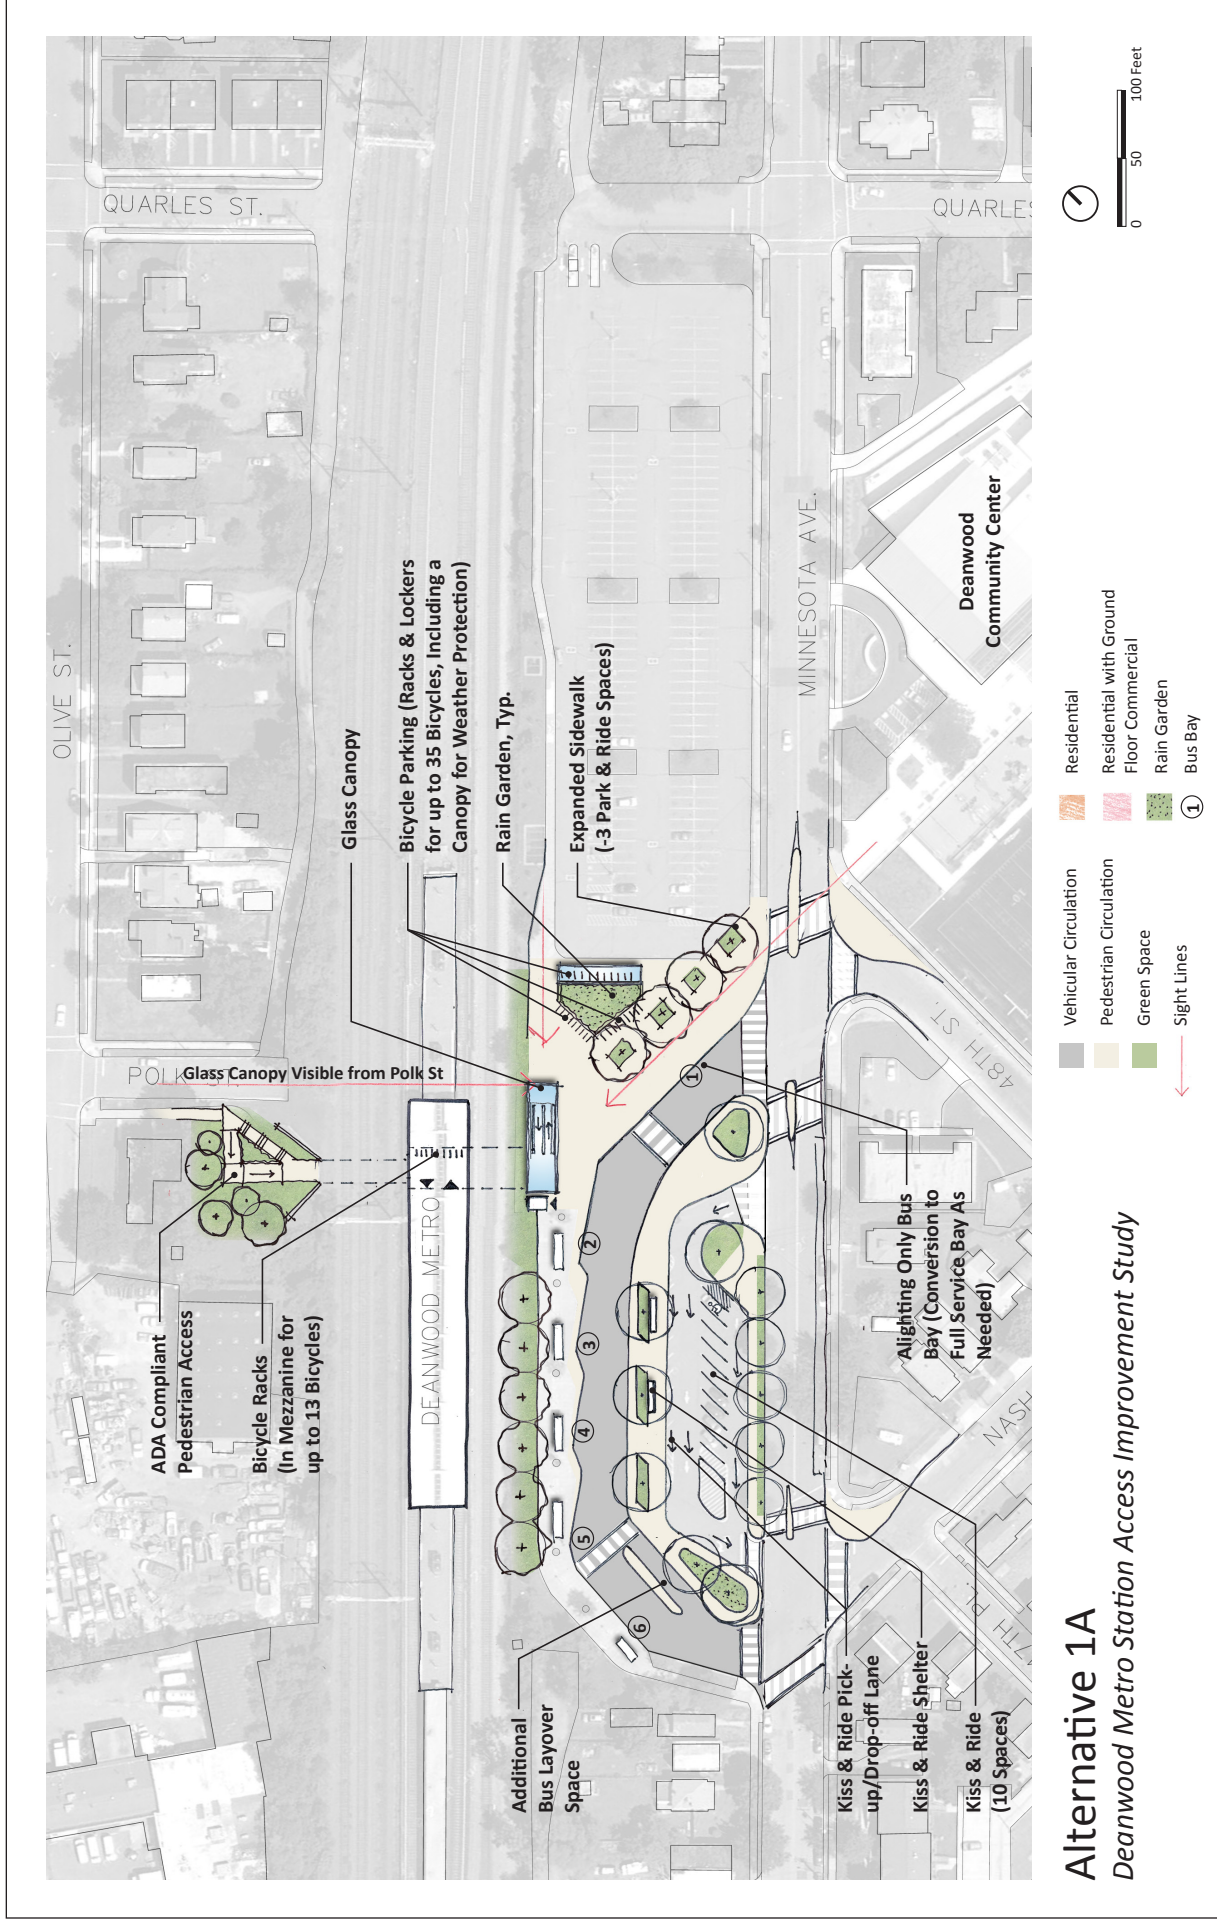 OLIVE ST.
QUARLES ST.
POLK ST.
Glass Canopy Visible from Polk St
ADA Compliant
Pedestrian Access
Bicycle Racks
(In Mezzanine for
up to 13 Bicycles)
DEANWOOD METRO
Glass Canopy
Bicycle Parking (Racks & Lockers
for up to 35 Bicycles, Including a
Canopy for Weather Protection)
Rain Garden, Typ.
Expanded Sidewalk
(-3 Park & Ride Spaces)
1
2
3
4
5
6
Additional
Bus Layover
Space
Kiss & Ride Pick-
up/Drop-off Lane
Kiss & Ride Shelter
Kiss & Ride
(10 Spaces)
Alighting Only Bus
Bay (Conversion to
Full Service Bay As
Needed)
MINNESOTA AVE.
QUARLES
48TH ST
NASH
47TH PL.
Deanwood
Community Center
Alternative 1A
Deanwood Metro Station Access Improvement Study
Vehicular Circulation
Pedestrian Circulation
Green Space
Sight Lines
Residential
Residential with Ground
Floor Commercial
Rain Garden
1 Bus Bay
0 50 100 Feet